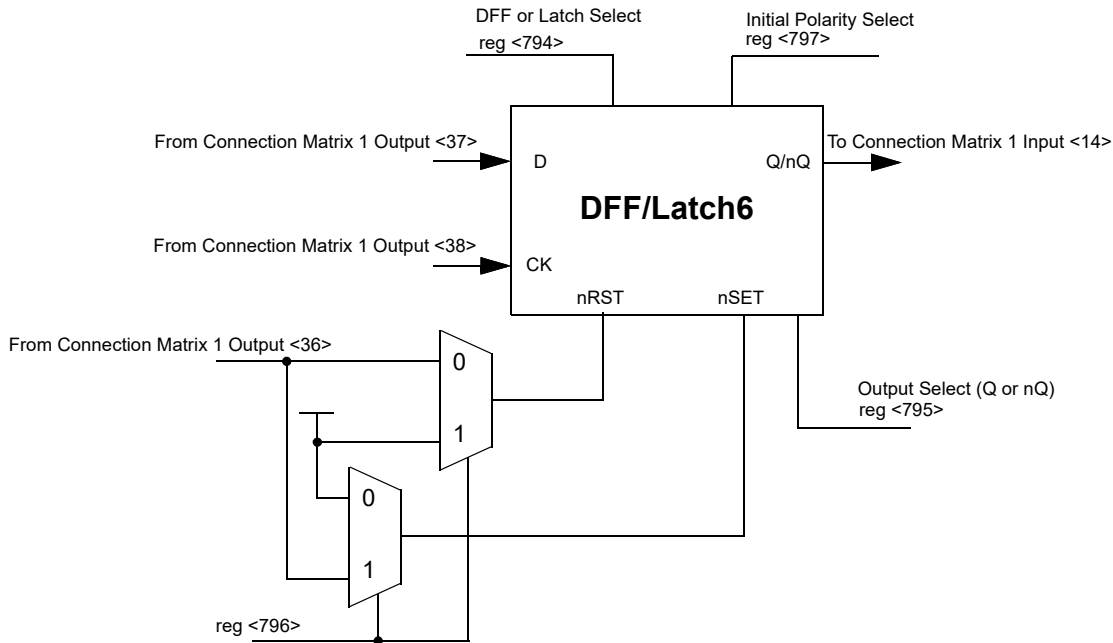 DFF or Latch Select
reg <794>
Initial Polarity Select
reg <797>
From Connection Matrix 1 Output <37>
D
Q/nQ
To Connection Matrix 1 Input <14>
DFF/Latch6
From Connection Matrix 1 Output <38>
CK
nRST
nSET
From Connection Matrix 1 Output <36>
0
1
Output Select (Q or nQ)
reg <795>
0
1
reg <796>